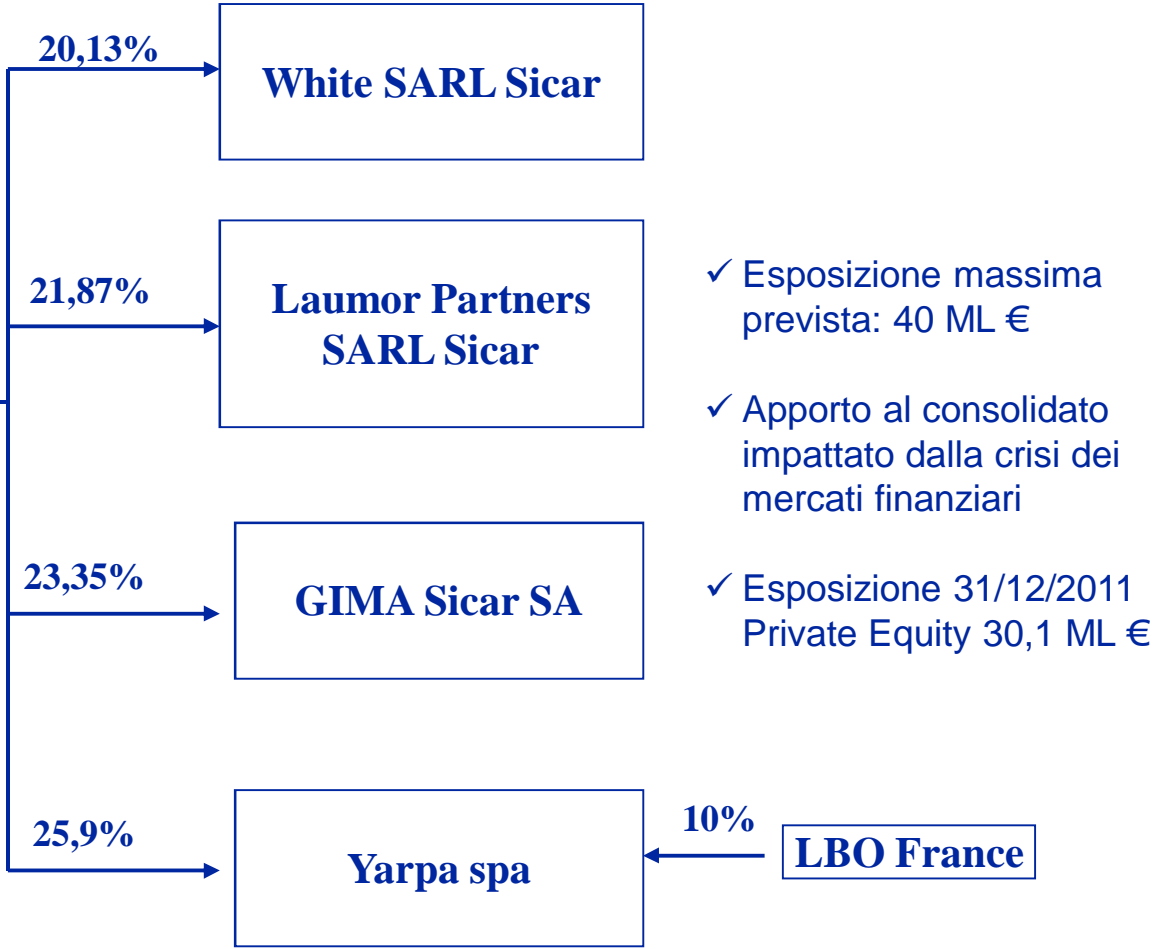 20,13%
White SARL Sicar
21,87%
Laumor Partners
SARL Sicar
✓ Esposizione massima
prevista: 40 ML €
✓ Apporto al consolidato
impattato dalla crisi dei
mercati finanziari
23,35%
GIMA Sicar SA
✓ Esposizione 31/12/2011
Private Equity 30,1 ML €
25,9%
Yarpa spa
10%
LBO France